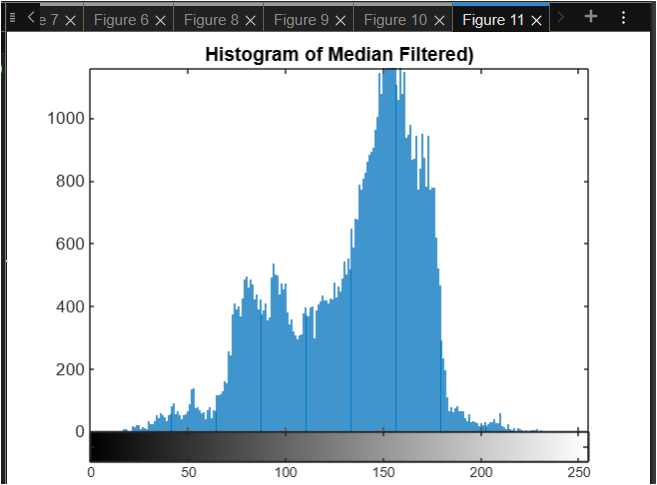 e 7 × Figure 6 × Figure 8 × Figure 9 × Figure 10 × Figure 11 ×
Histogram of Median Filtered)
1000
800
600
400
200
0
0 50 100 150 200 250